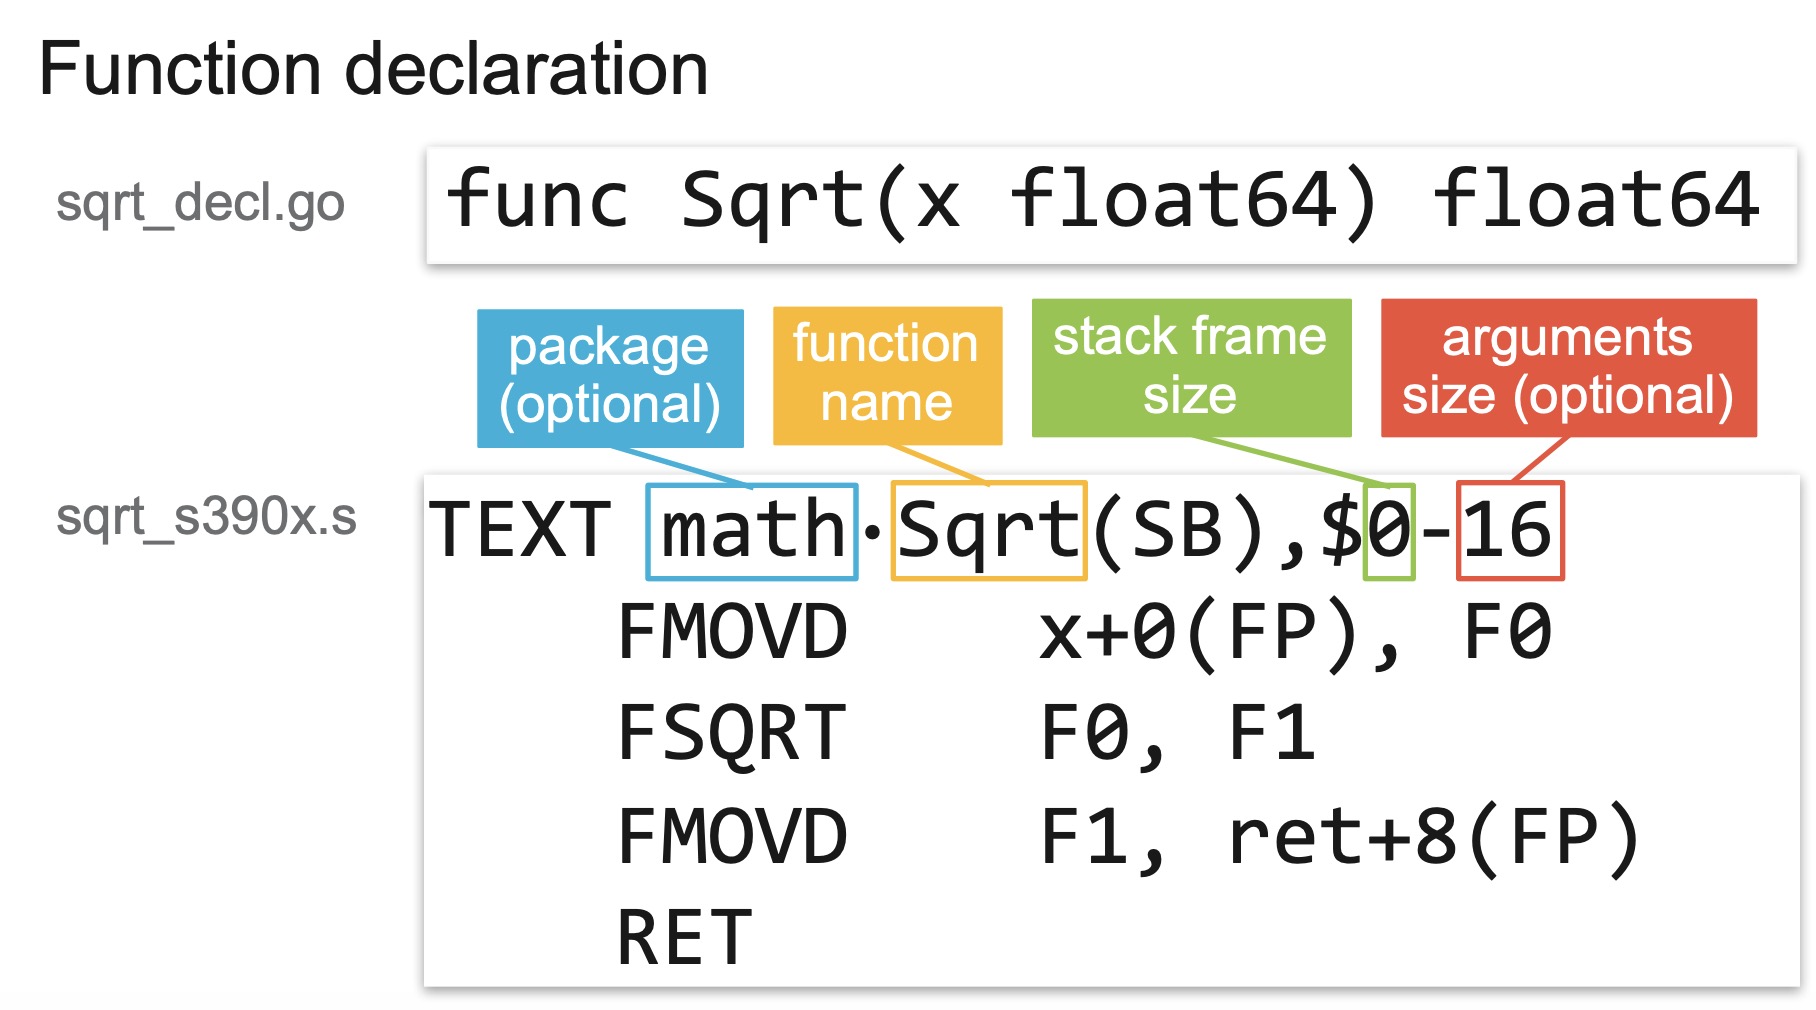 Function declaration
sqrt_decl.go
func Sqrt(x float64) float64
package
(optional)
function
name
stack frame
size
arguments
size (optional)
sqrt_s390x.s
TEXT math·Sqrt(SB),$0-16
FMOVD x+0(FP), F0
FSQRT F0, F1
FMOVD F1, ret+8(FP)
RET